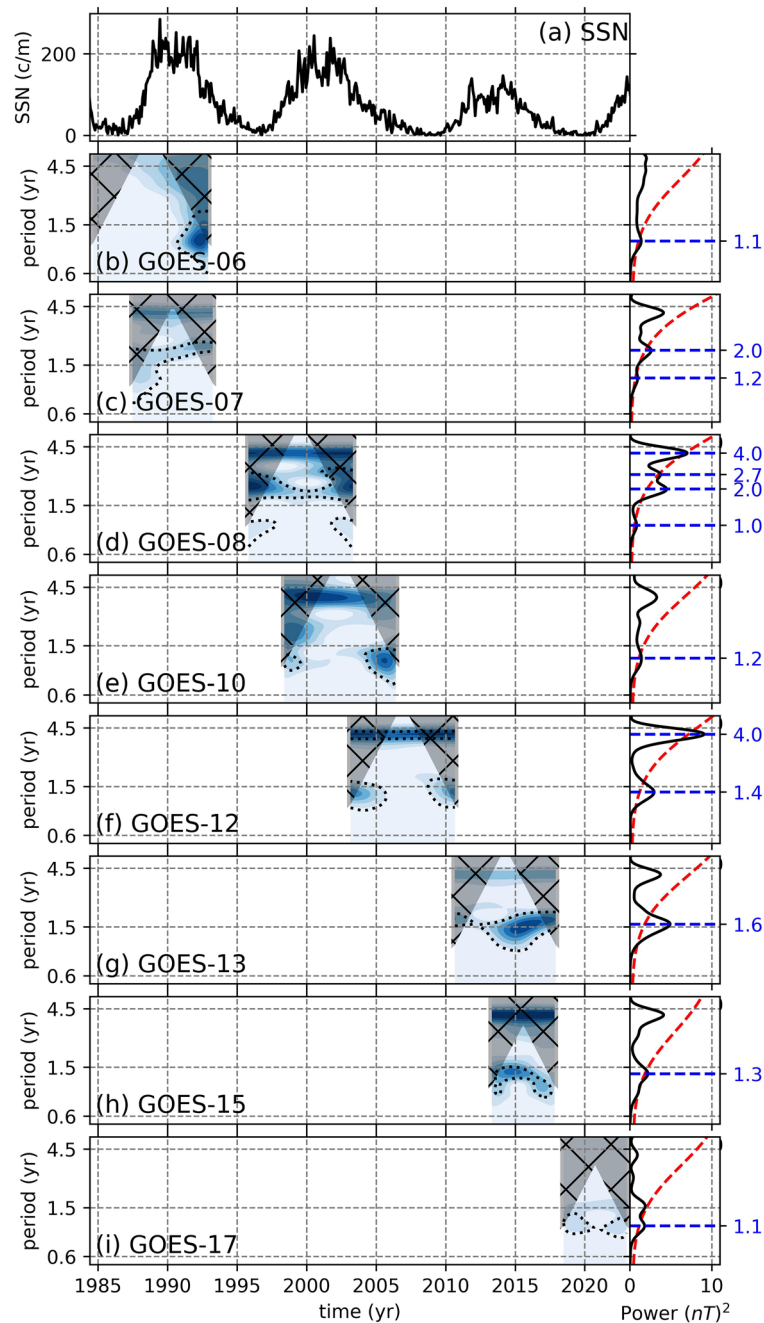 (a) SSN
SSN (c/m)
200
0
period (yr)
4.5
1.5
0.6
(b) GOES-06
1.1
period (yr)
4.5
1.5
0.6
(c) GOES-07
2.0
1.2
period (yr)
4.5
1.5
0.6
(d) GOES-08
4.0
2.7
2.0
1.0
period (yr)
4.5
1.5
0.6
(e) GOES-10
1.2
period (yr)
4.5
1.5
0.6
(f) GOES-12
4.0
1.4
period (yr)
4.5
1.5
0.6
(g) GOES-13
1.6
period (yr)
4.5
1.5
0.6
(h) GOES-15
1.3
period (yr)
4.5
1.5
0.6
(i) GOES-17
1.1
1985 1990 1995 2000 2005 2010 2015 2020 0 10
time (yr) Power (nT)²